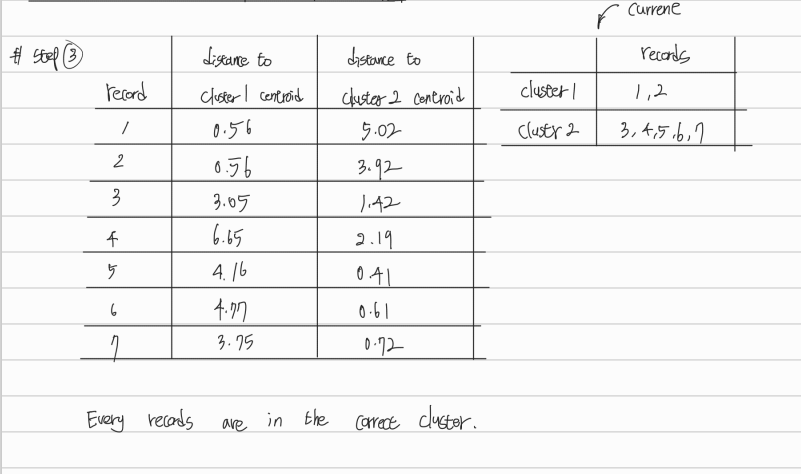 currene
# Step ③
distance to distance to records
record cluster 1 centroid cluster 2 centroid cluster 1 1, 2
1 0.56 5.02 cluster 2 3, 4, 5, 6, 7
2 0.56 3.92
3 3.05 1.42
4 6.65 2.19
5 4.16 0.41
6 4.77 0.61
7 3.75 0.72
Every records are in the correct cluster.